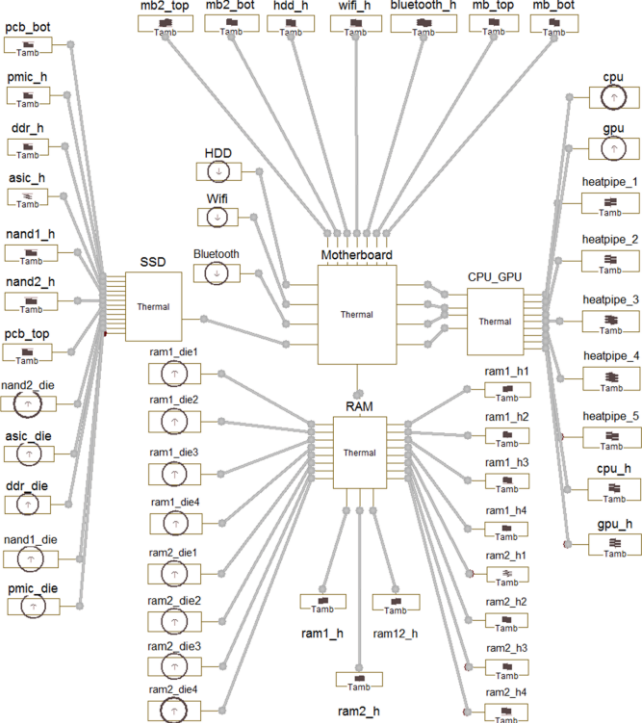 mb2_top
mb2_bot
hdd_h
wifi_h
bluetooth_h
mb_top
mb_bot
Tamb
Tamb
Tamb
Tamb
Tamb
Tamb
Tamb
pcb_bot
Tamb
pmic_h
Tamb
ddr_h
Tamb
asic_h
Tamb
nand1_h
Tamb
nand2_h
Tamb
pcb_top
Tamb
nand2_die
asic_die
ddr_die
nand1_die
pmic_die
SSD
Thermal
HDD
Wifi
Bluetooth
Motherboard
Thermal
CPU_GPU
Thermal
cpu
gpu
heatpipe_1
Tamb
heatpipe_2
Tamb
heatpipe_3
Tamb
heatpipe_4
Tamb
heatpipe_5
Tamb
cpu_h
Tamb
gpu_h
Tamb
RAM
Thermal
ram1_die1
ram1_die2
ram1_die3
ram1_die4
ram2_die1
ram2_die2
ram2_die3
ram2_die4
ram1_h1
Tamb
ram1_h2
Tamb
ram1_h3
Tamb
ram1_h4
Tamb
ram2_h1
Tamb
ram2_h2
Tamb
ram2_h3
Tamb
ram2_h4
Tamb
Tamb
ram1_h
Tamb
ram12_h
Tamb
ram2_h